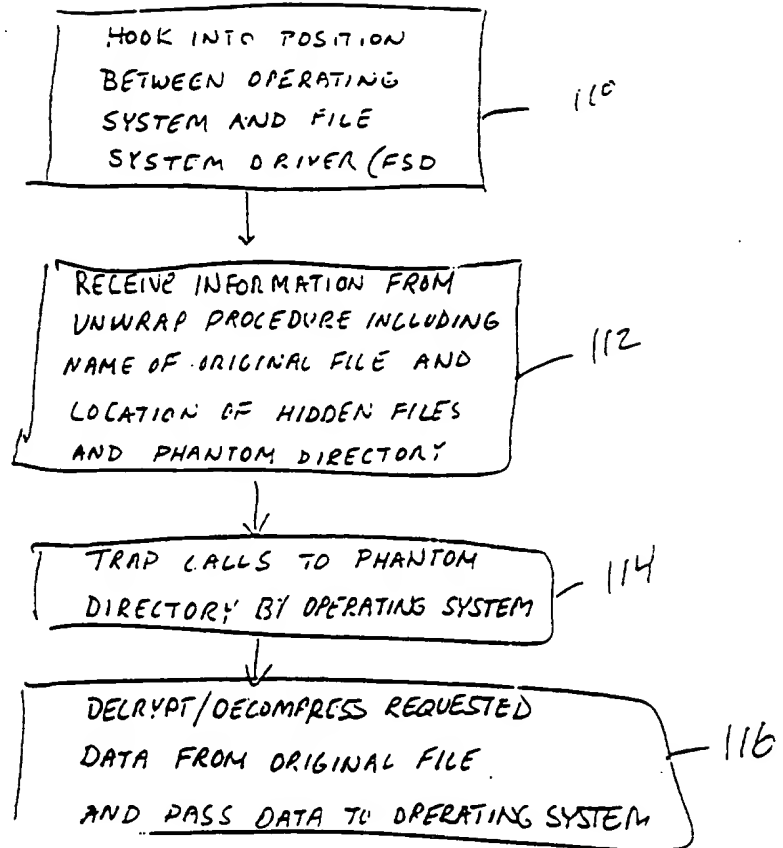 HOOK INTO POSITION
BETWEEN OPERATING
SYSTEM AND FILE
SYSTEM DRIVER (FSD
110
RECEIVE INFORMATION FROM
UNWRAP PROCEDURE INCLUDING
NAME OF ORIGINAL FILE AND
LOCATION OF HIDDEN FILES
AND PHANTOM DIRECTORY
112
TRAP CALLS TO PHANTOM
DIRECTORY BY OPERATING SYSTEM
114
DECRYPT/DECOMPRESS REQUESTED
DATA FROM ORIGINAL FILE
AND PASS DATA TO OPERATING SYSTEM
116